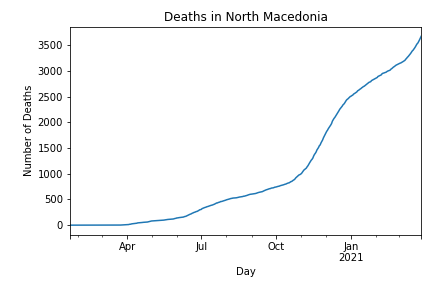 Deaths in North Macedonia
Number of Deaths
3500
3000
2500
2000
1500
1000
500
0
Apr
Jul
Oct
Jan
2021
Day